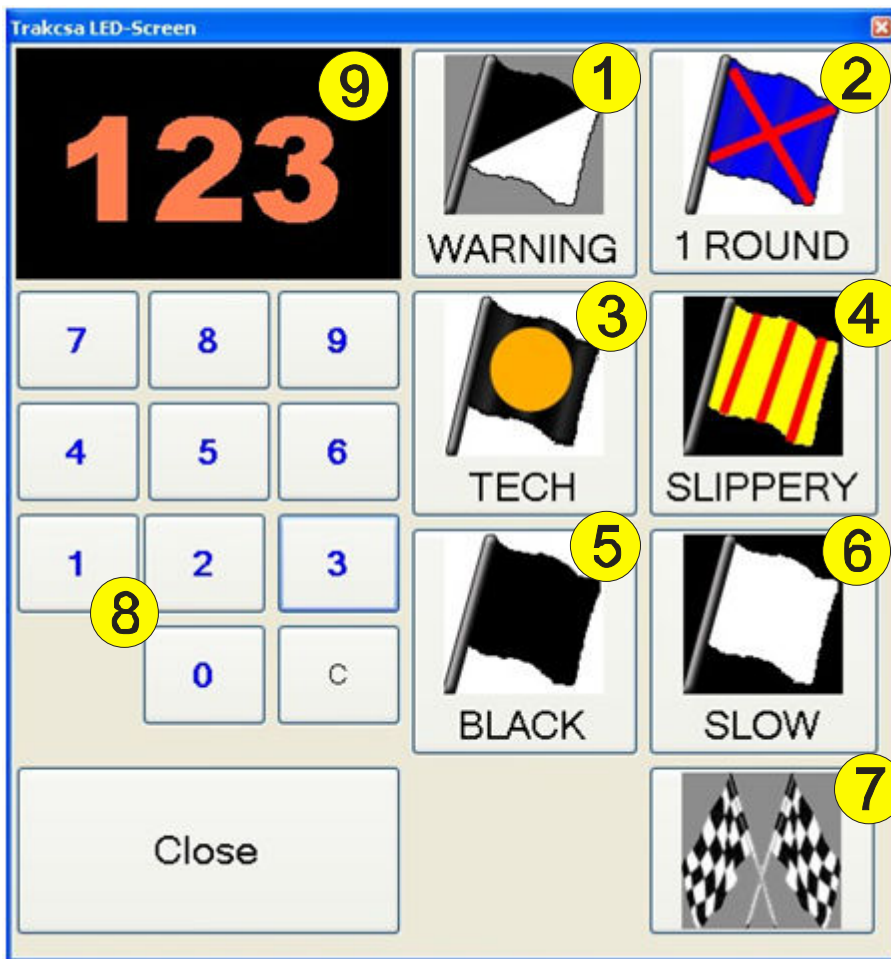 Trakcsa LED-Screen
9
123
1
WARNING
2
1 ROUND
7 8 9
3
TECH
4
SLIPPERY
4 5 6
1 2 3
8
0 C
5
BLACK
6
SLOW
Close
7